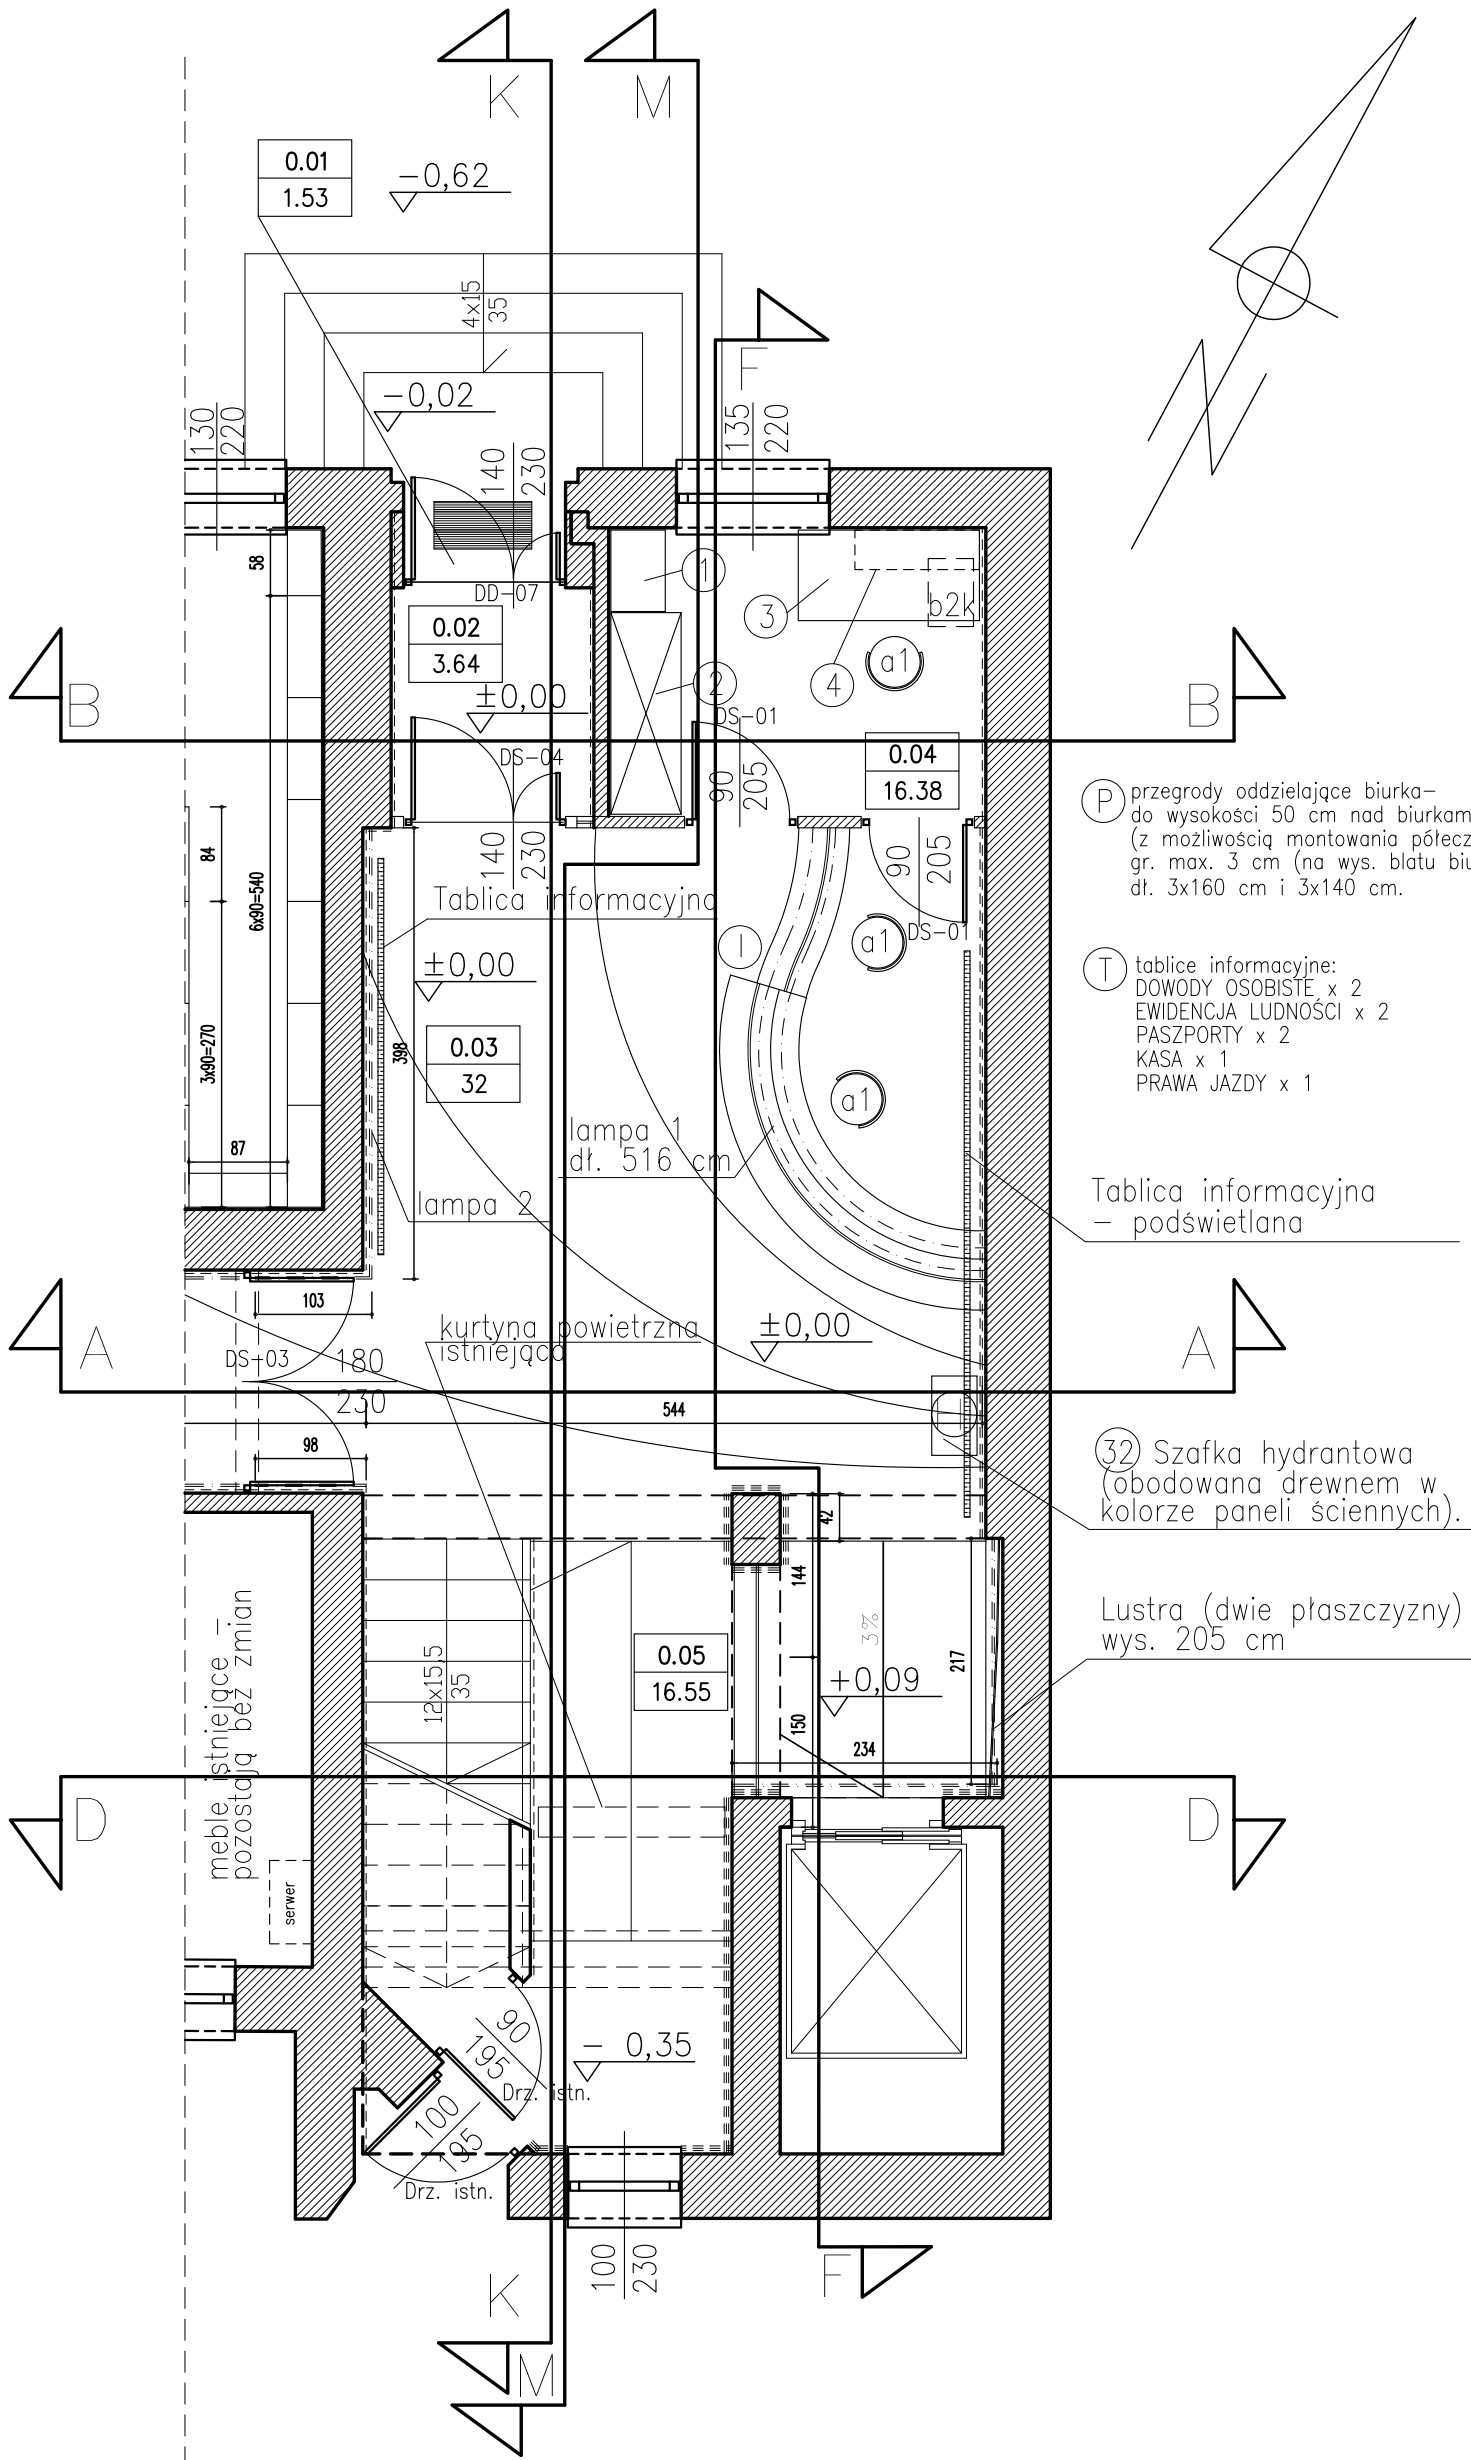 K
M
0.01
1.53
-0,62
4x15
35
F
-0,02
130
220
140
230
135
220
58
DD-07
1
3
b2k
0.02
3.64
a1
4
2
±0,00
B
B
DS-01
DS-04
90
205
0.04
16.38
P przegrody oddzielające biurka-
do wysokości 50 cm nad
(z możliwością montowania
gr. max. 3 cm (na wys. blatu
dł. 3x160 cm i 3x140 cm.
84
6x90=540
140
230
90
205
Tablica informacyjna
a1
DS-01
±0,00
T tablice informacyjne:
DOWODY OSOBISTE x 2
EWIDENCJA LUDNOŚCI x 2
PASZPORTY x 2
KASA x 1
PRAWA JAZDY x 1
3x90=270
398
0.03
32
a1
87
lampa 1
dł. 516 cm
lampa 2
Tablica informacyjna
- podświetlana
103
kurtyna powietrzna
istniejąca
±0,00
A
A
DS-03
180
230
544
98
32 Szafka hydrantowa
(obodowana drewnem w
kolorze paneli ściennych).
42
144
3%
217
meble istniejące -
pozostają bez zmian
12x15,5
35
0.05
16.55
+0,09
150
234
Lustra (dwie płaszczyzny)
wys. 205 cm
D
D
serwer
90
195
Drz. istn.
- 0,35
100
195
Drz. istn.
100
230
F
K
M